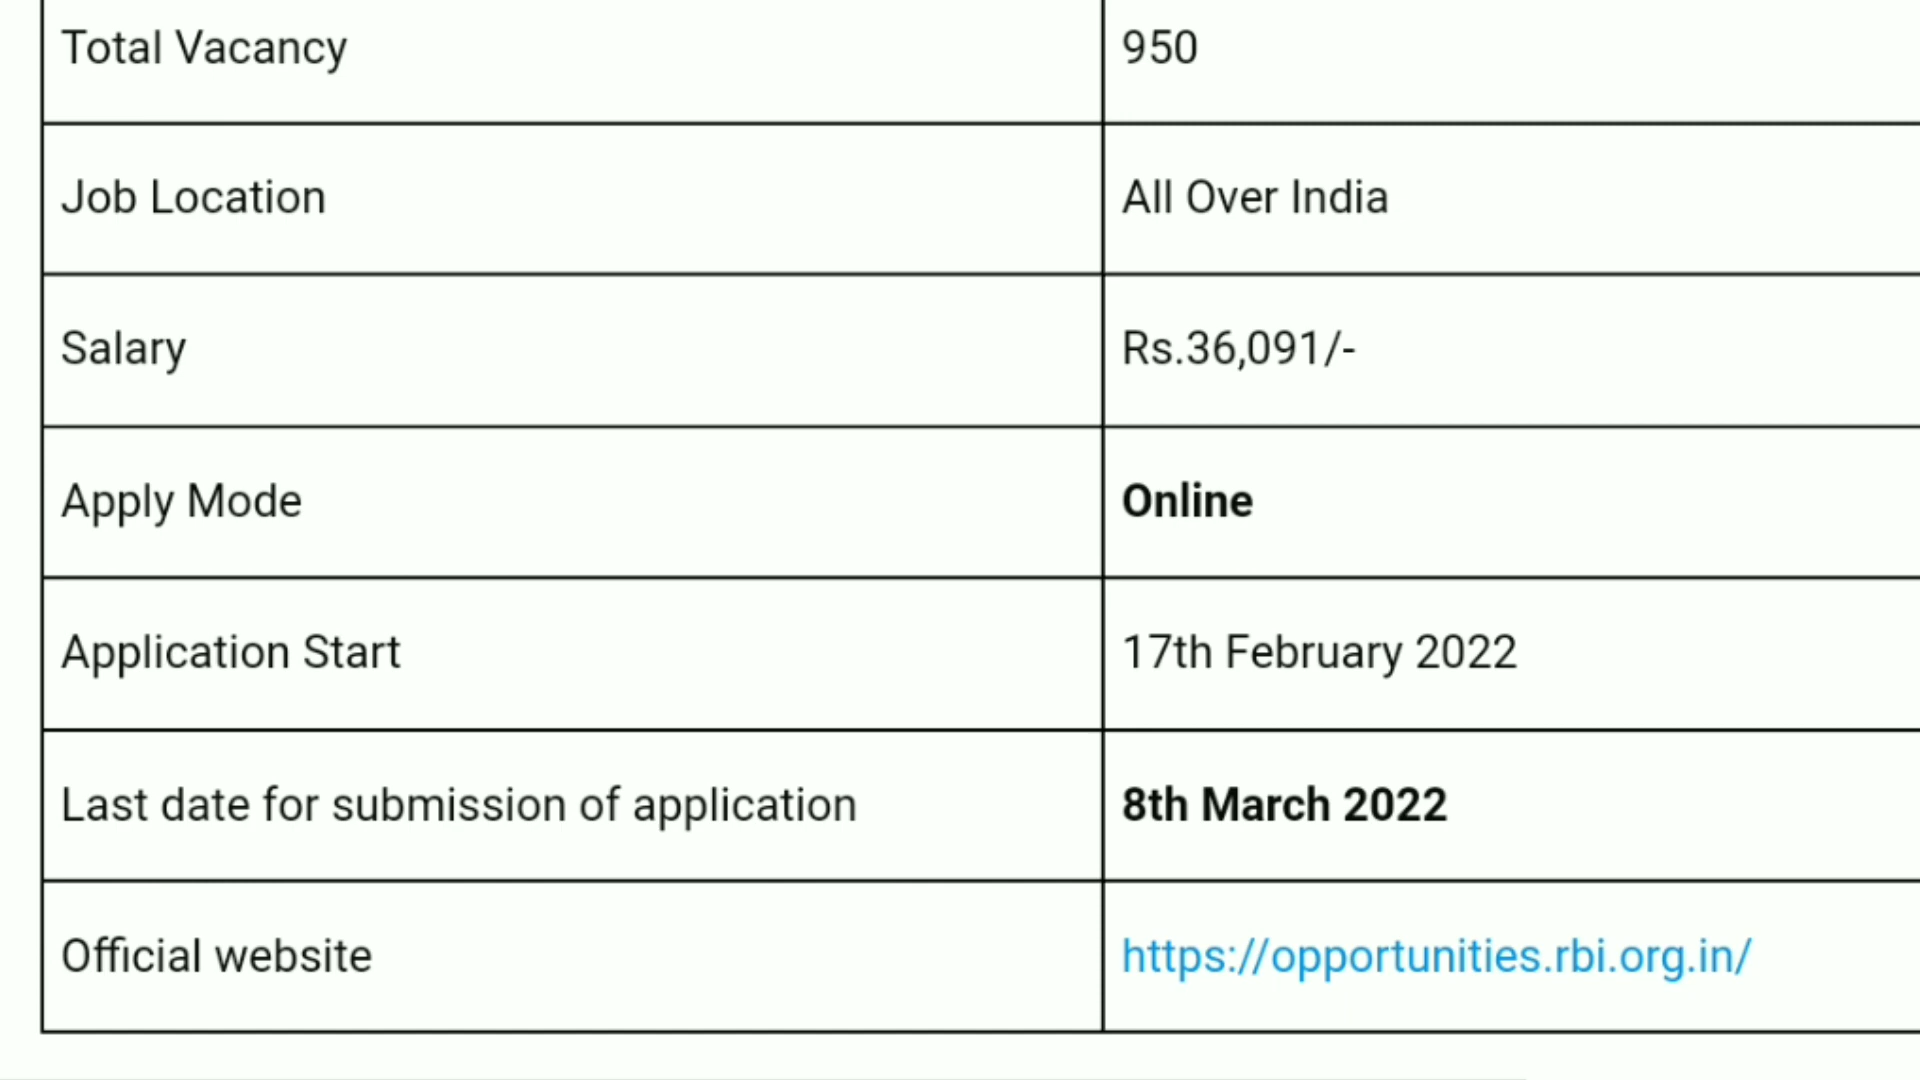 Total Vacancy 950
Job Location All Over India
Salary Rs.36,091/-
Apply Mode Online
Application Start 17th February 2022
Last date for submission of application 8th March 2022
Official website https://opportunities.rbi.org.in/